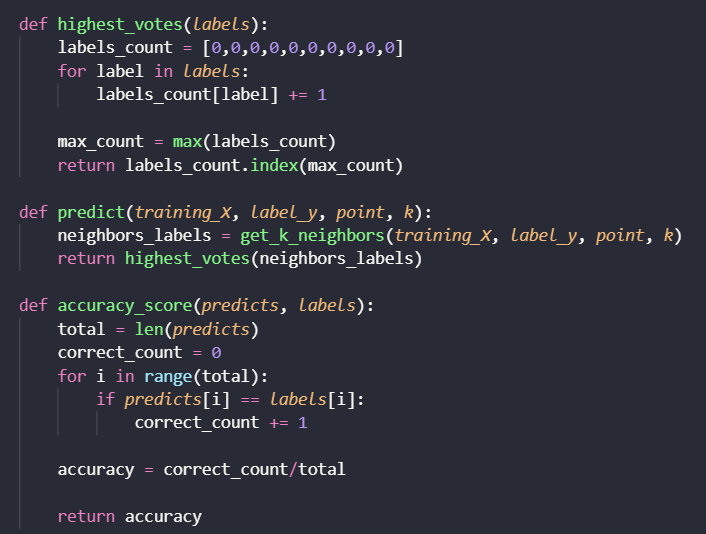 def highest_votes(labels):
    labels_count = [0,0,0,0,0,0,0,0,0,0]
    for label in labels:
        labels_count[label] += 1

    max_count = max(labels_count)
    return labels_count.index(max_count)

def predict(training_X, label_y, point, k):
    neighbors_labels = get_k_neighbors(training_X, label_y, point, k)
    return highest_votes(neighbors_labels)

def accuracy_score(predicts, labels):
    total = len(predicts)
    correct_count = 0
    for i in range(total):
        if predicts[i] == labels[i]:
            correct_count += 1

    accuracy = correct_count/total

    return accuracy